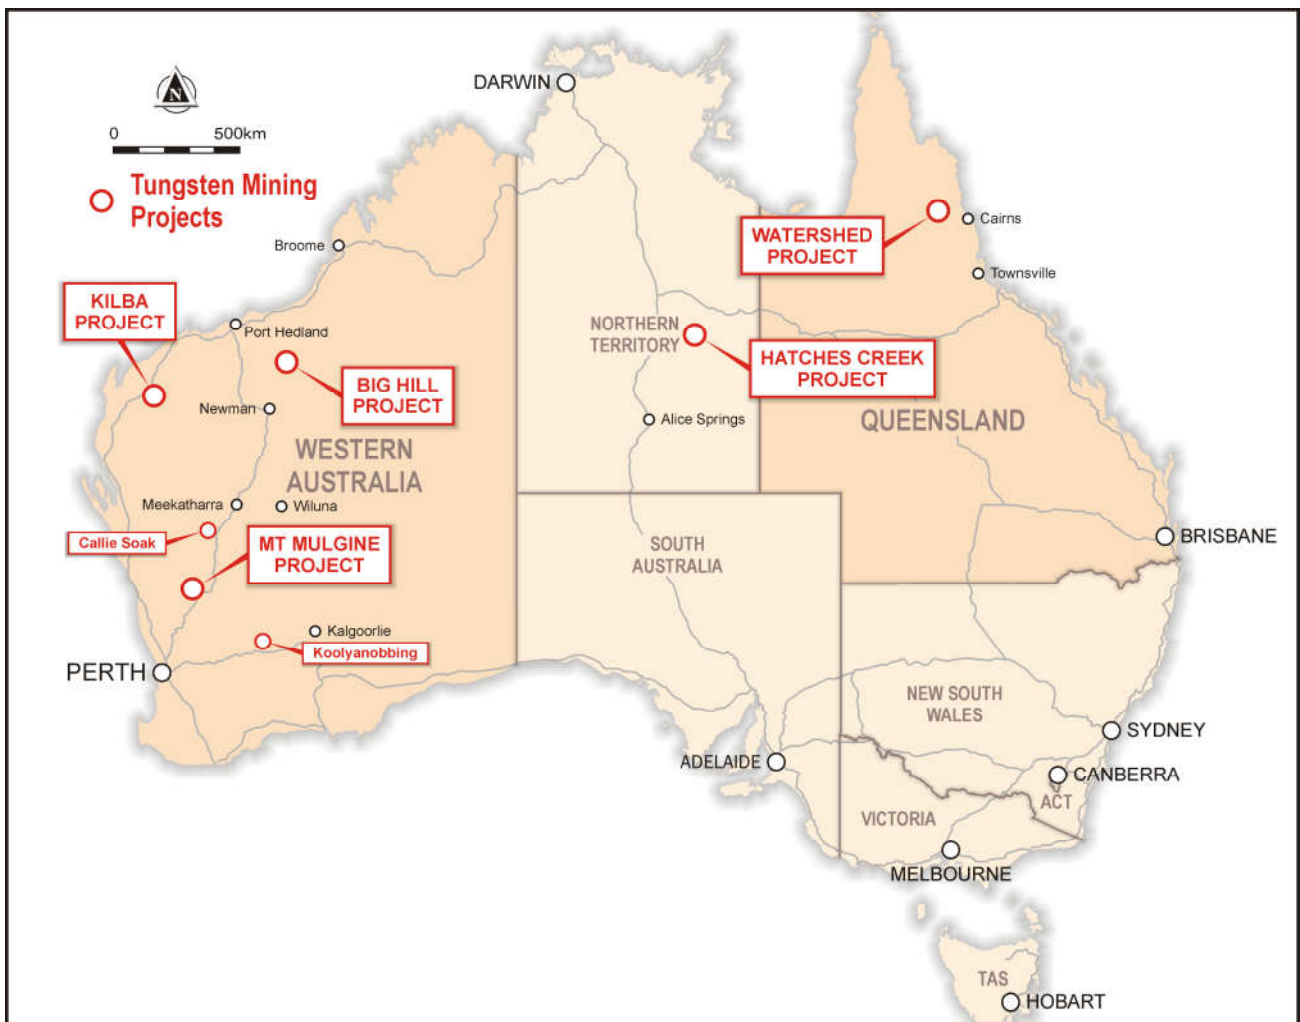 DARWIN
N
0 500km
Tungsten Mining
Projects
Cairns
WATERSHED
PROJECT
Broome
Townsville
KILBA
PROJECT
Port Hedland
NORTHERN
TERRITORY
HATCHES CREEK
PROJECT
BIG HILL
PROJECT
Newman
Alice Springs
QUEENSLAND
WESTERN
AUSTRALIA
Meekatharra
Wiluna
Callie Soak
MT MULGINE
PROJECT
SOUTH
AUSTRALIA
BRISBANE
Kalgoorlie
Koolyanobbing
PERTH
NEW SOUTH
WALES
SYDNEY
ADELAIDE
CANBERRA
ACT
VICTORIA
MELBOURNE
TAS
HOBART